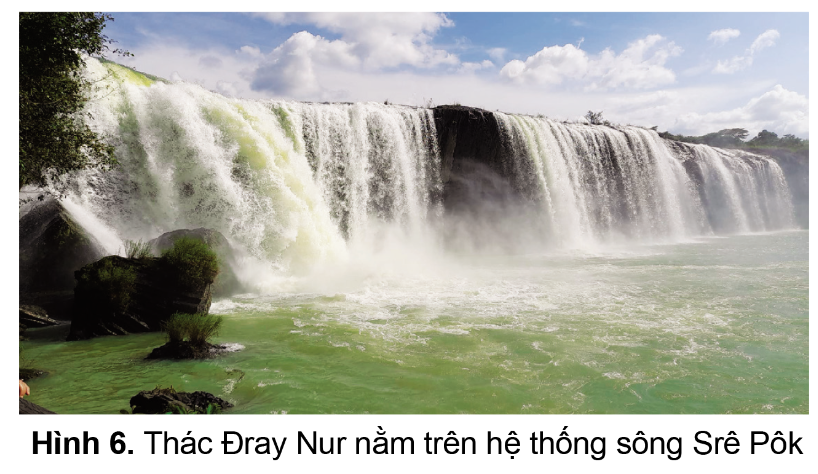 Hình 6. Thác Đray Nur nằm trên hệ thống sông Srê Pôk